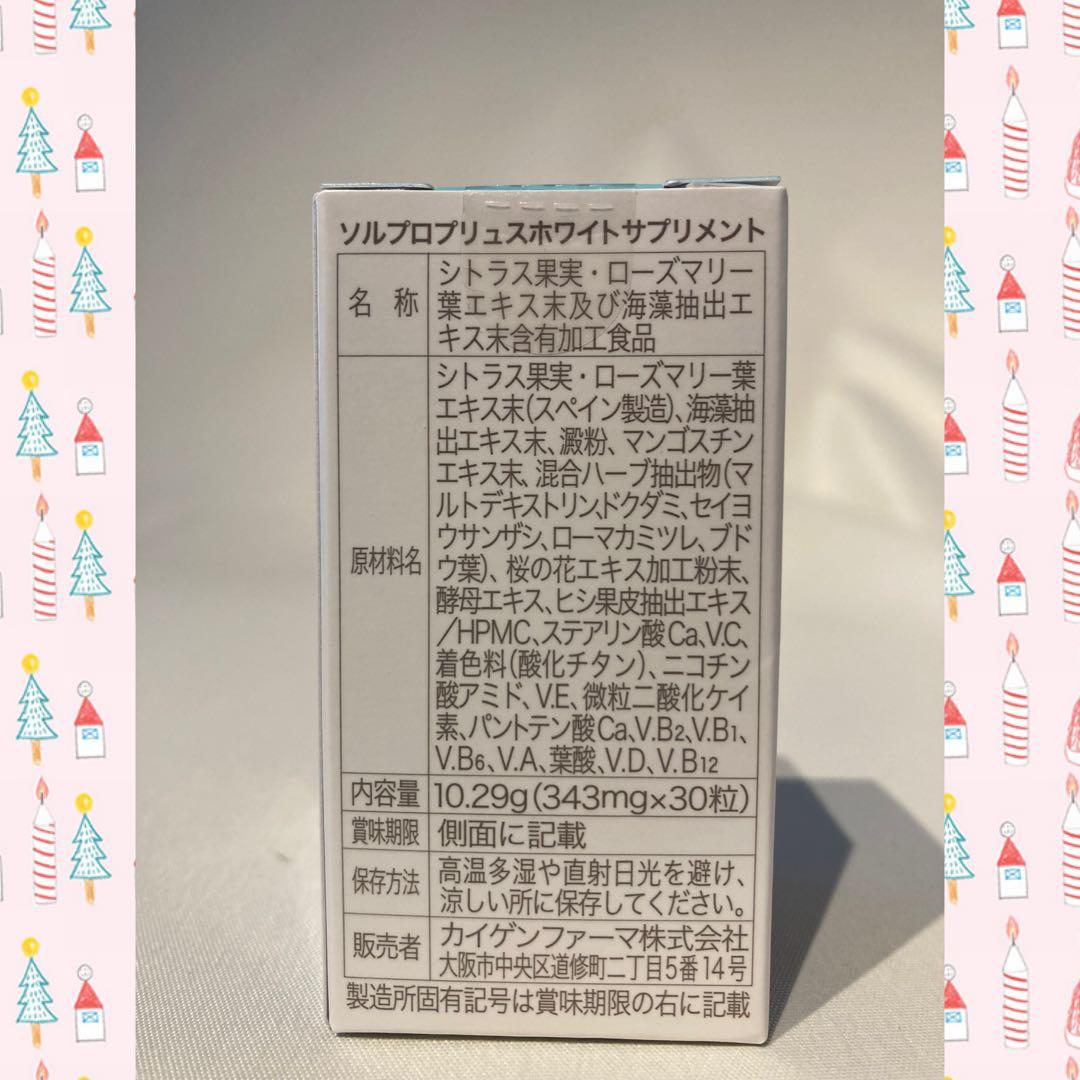 ソルプロプリュスホワイトサプリメント
名称
シトラス果実・ローズマリー
葉エキス末及び海藻抽出エ
キス末含有加工食品
原材料名
シトラス果実・ローズマリー葉
エキス末(スペイン製造)、海藻抽
出エキス末、澱粉、マンゴスチン
エキス末、混合ハーブ抽出物(マ
ルトデキストリン、ドクダミ、セイヨ
ウサンザシ、ローマカミツレ、ブド
ウ葉)、桜の花エキス加工粉末、
酵母エキス、ヒシ果皮抽出エキス
/HPMC、ステアリン酸Ca、V.C、
着色料(酸化チタン)、ニコチン
酸アミド、V.E、微粒二酸化ケイ
素、パントテン酸Ca、V.B2、V.B1、
V.B6、V.A、葉酸、V.D、V.B12
内容量
10.29g(343mg×30粒)
賞味期限
側面に記載
保存方法
高温多湿や直射日光を避け、
涼しい所に保存してください。
販売者
カイゲンファーマ株式会社
大阪市中央区道修町二丁目5番14号
製造所固有記号は賞味期限の右に記載